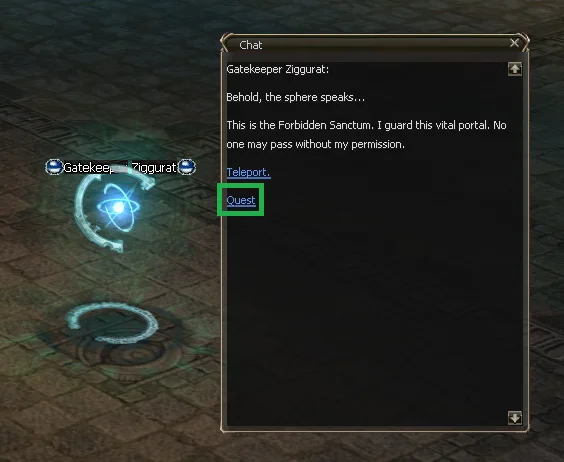 Chat
Gatekeeper Ziggurat:
Behold, the sphere speaks...
This is the Forbidden Sanctum. I guard this vital portal. No
one may pass without my permission.
Teleport.
Quest
Gatekeeper Ziggurat